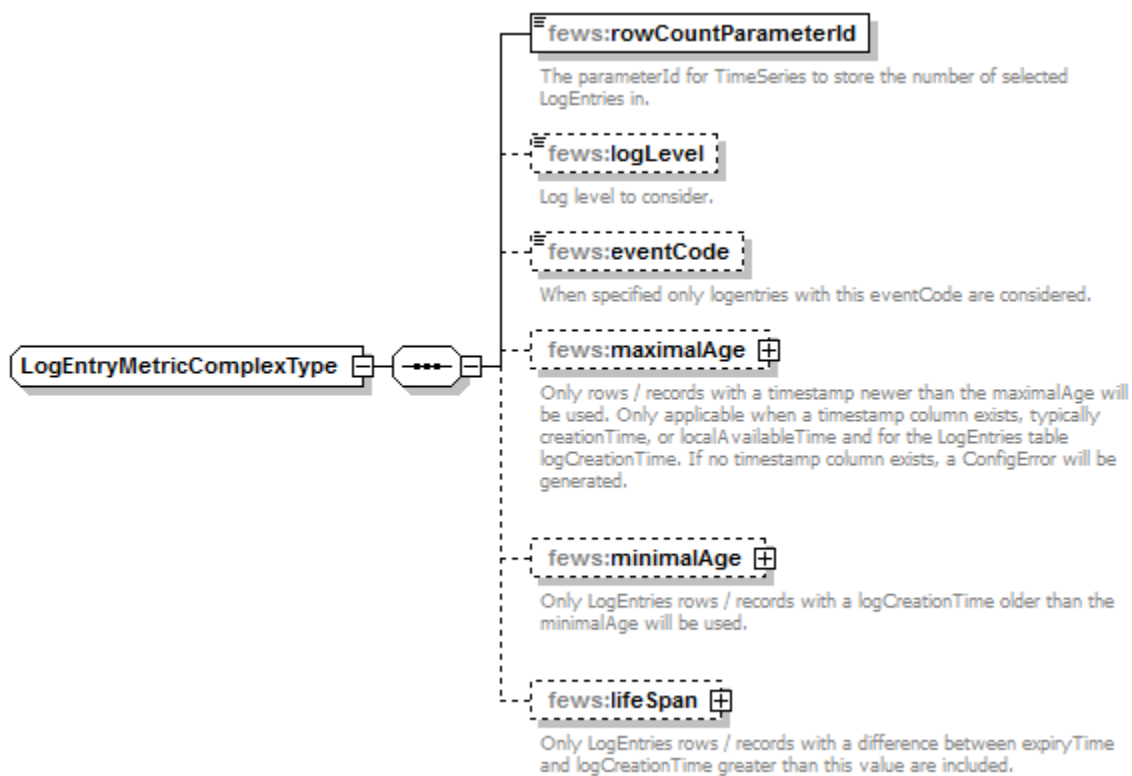 fews:rowCountParameterId
The parameterId for TimeSeries to store the number of selected
LogEntries in.
fews:logLevel
Log level to consider.
fews:eventCode
When specified only logentries with this eventCode are considered.
LogEntryMetricComplexType
fews:maximalAge
Only rows / records with a timestamp newer than the maximalAge will
be used. Only applicable when a timestamp column exists, typically
creationTime, or localAvailableTime and for the LogEntries table
logCreationTime. If no timestamp column exists, a ConfigError will be
generated.
fews:minimalAge
Only LogEntries rows / records with a logCreationTime older than the
minimalAge will be used.
fews:lifeSpan
Only LogEntries rows / records with a difference between expiryTime
and logCreationTime greater than this value are included.